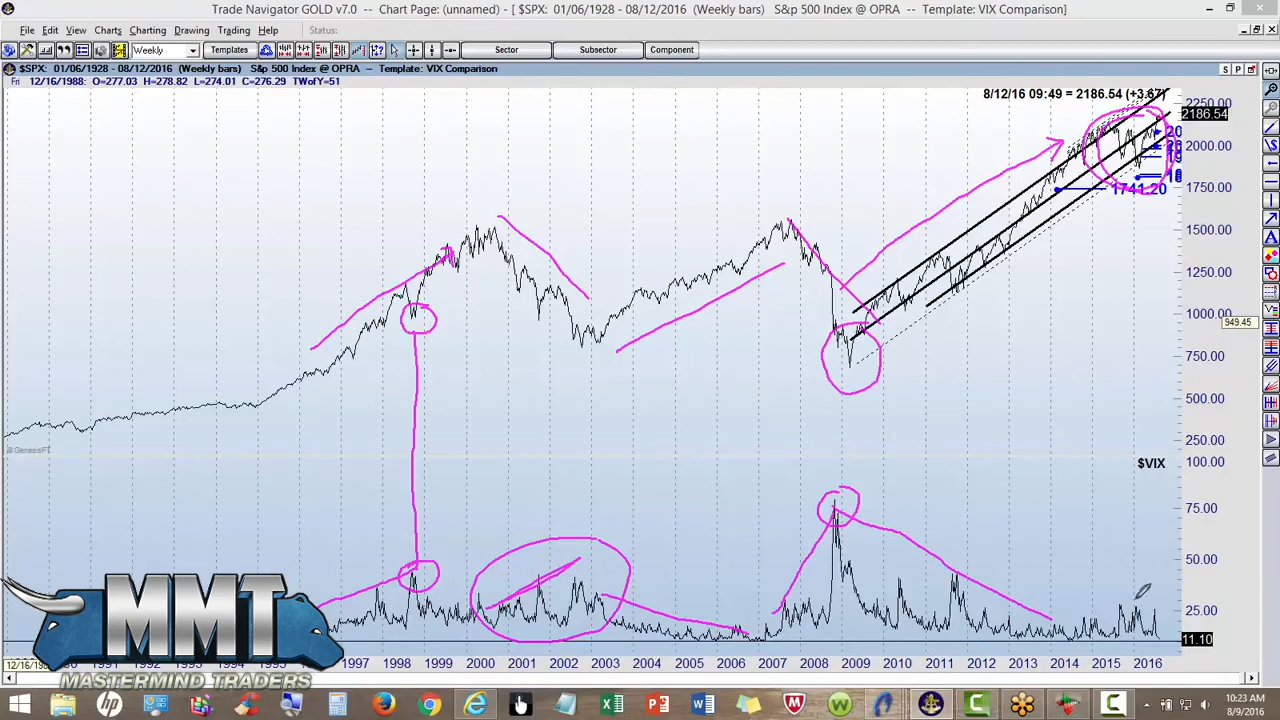 Trade Navigator GOLD v7.0 -- Chart Page: (unnamed) -- [ $SPX: 01/06/1928 - 08/12/2016 (Weekly bars) S&p 500 Index @ OPRA -- Template: VIX Comparison]
File Edit View Charts Charting Drawing Trading Help Status:
Weekly Templates Sector Subsector Component
$SPX: 01/06/1928 - 08/12/2016 (Weekly bars) S&p 500 Index @ OPRA -- Template: VIX Comparison S P
Fri 12/16/1988 O=277.03 H=278.82 L=274.01 C=276.29 TWofY=51
8/12/16 09:49 = 2186.54 (+3.67)
2250.00
2186.54
2000.00
1750.00
1741.20
1500.00
1250.00
1000.00
949.45
750.00
500.00
250.00
© GenesisFT
100.00
$VIX
75.00
50.00
25.00
11.10
1997 1998 1999 2000 2001 2002 2003 2004 2005 2006 2007 2008 2009 2010 2011 2012 2013 2014 2015 2016
MMT
MASTERMIND TRADERS
10:23 AM
8/9/2016